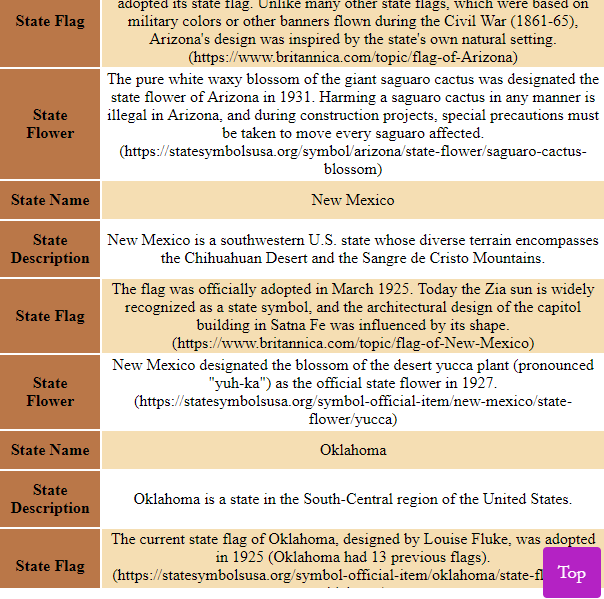 adopted its state flag. Unlike many other state flags, which were based on
State Flag
military colors or other banners flown during the Civil War (1861-65),
Arizona's design was inspired by the state's own natural setting.
(https://www.britannica.com/topic/flag-of-Arizona)
State
Flower
The pure white waxy blossom of the giant saguaro cactus was designated the
state flower of Arizona in 1931. Harming a saguaro cactus in any manner is
illegal in Arizona, and during construction projects, special precautions must
be taken to move every saguaro affected.
(https://statesymbolsusa.org/symbol/arizona/state-flower/saguaro-cactus-
blossom)
State Name
New Mexico
State
Description
New Mexico is a southwestern U.S. state whose diverse terrain encompasses
the Chihuahuan Desert and the Sangre de Cristo Mountains.
State Flag
The flag was officially adopted in March 1925. Today the Zia sun is widely
recognized as a state symbol, and the architectural design of the capitol
building in Satna Fe was influenced by its shape.
(https://www.britannica.com/topic/flag-of-New-Mexico)
State
Flower
New Mexico designated the blossom of the desert yucca plant (pronounced
"yuh-ka") as the official state flower in 1927.
(https://statesymbolsusa.org/symbol-official-item/new-mexico/state-
flower/yucca)
State Name
Oklahoma
State
Description
Oklahoma is a state in the South-Central region of the United States.
State Flag
The current state flag of Oklahoma, designed by Louise Fluke, was adopted
in 1925 (Oklahoma had 13 previous flags).
(https://statesymbolsusa.org/symbol-official-item/oklahoma/state-fl
Top